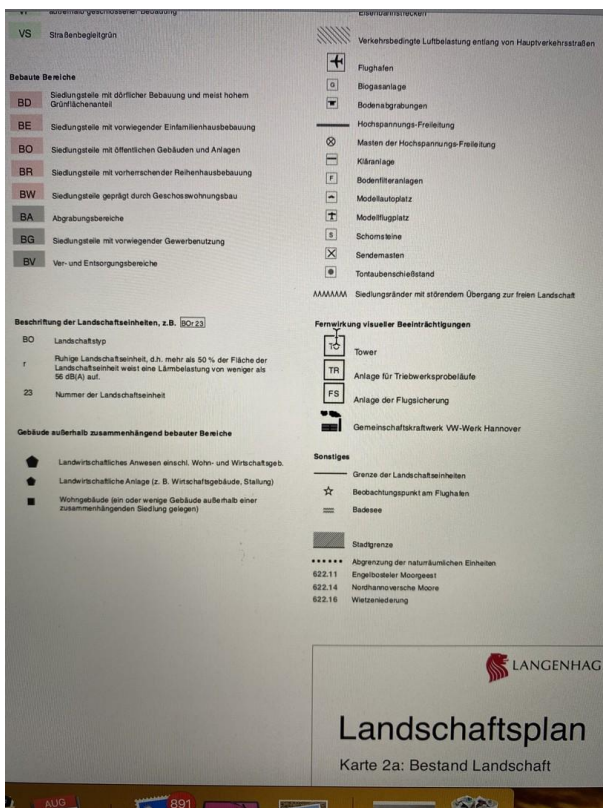 außerhalb geschlossener Bebauung
VS Straßenbegleitgrün
Bebaute Bereiche
BD Siedlungsteile mit dörflicher Bebauung und meist hohem
Grünflächenanteil
BE Siedlungsteile mit vorwiegender Einfamilienhausbebauung
BO Siedlungsteile mit öffentlichen Gebäuden und Anlagen
BR Siedlungsteile mit vorherrschender Reihenhausbebauung
BW Siedlungsteile geprägt durch Geschosswohnungsbau
BA Abgrabungsbereiche
BG Siedlungsteile mit vorwiegender Gewerbenutzung
BV Ver- und Entsorgungsbereiche
Beschriftung der Landschaftseinheiten, z.B. BOr23
BO Landschaftstyp
r Ruhige Landschaftseinheit, d.h. mehr als 50 % der Fläche der
Landschaftseinheit weist eine Lärmbelastung von weniger als
56 dB(A) auf.
23 Nummer der Landschaftseinheit
Gebäude außerhalb zusammenhängend bebauter Bereiche
Landwirtschaftliches Anwesen einschl. Wohn- und Wirtschaftsgeb.
Landwirtschaftliche Anlage (z. B. Wirtschaftsgebäude, Stallung)
Wohngebäude (ein oder wenige Gebäude außerhalb einer
zusammenhängenden Siedlung gelegen)
Eisenbahnstrecken
Verkehrsbedingte Luftbelastung entlang von Hauptverkehrsstraßen
Flughafen
G Biogasanlage
Bodenabgrabungen
Hochspannungs-Freileitung
Masten der Hochspannungs-Freileitung
Kläranlage
F Bodenfilteranlagen
Modellautoplatz
Modellflugplatz
S Schornsteine
Sendemasten
Tontaubenschießstand
Siedlungsränder mit störendem Übergang zur freien Landschaft
Fernwirkung visueller Beeinträchtigungen
TO Tower
TR Anlage für Triebwerksprobeläufe
FS Anlage der Flugsicherung
Gemeinschaftskraftwerk VW-Werk Hannover
Sonstiges
Grenze der Landschaftseinheiten
Beobachtungspunkt am Flughafen
Badesee
Stadtgrenze
Abgrenzung der naturräumlichen Einheiten
622.11 Engelbosteler Moorgeest
622.14 Nordhannoversche Moore
622.16 Wietzeniederung
LANGENHAG
Landschaftsplan
Karte 2a: Bestand Landschaft
AUG
891